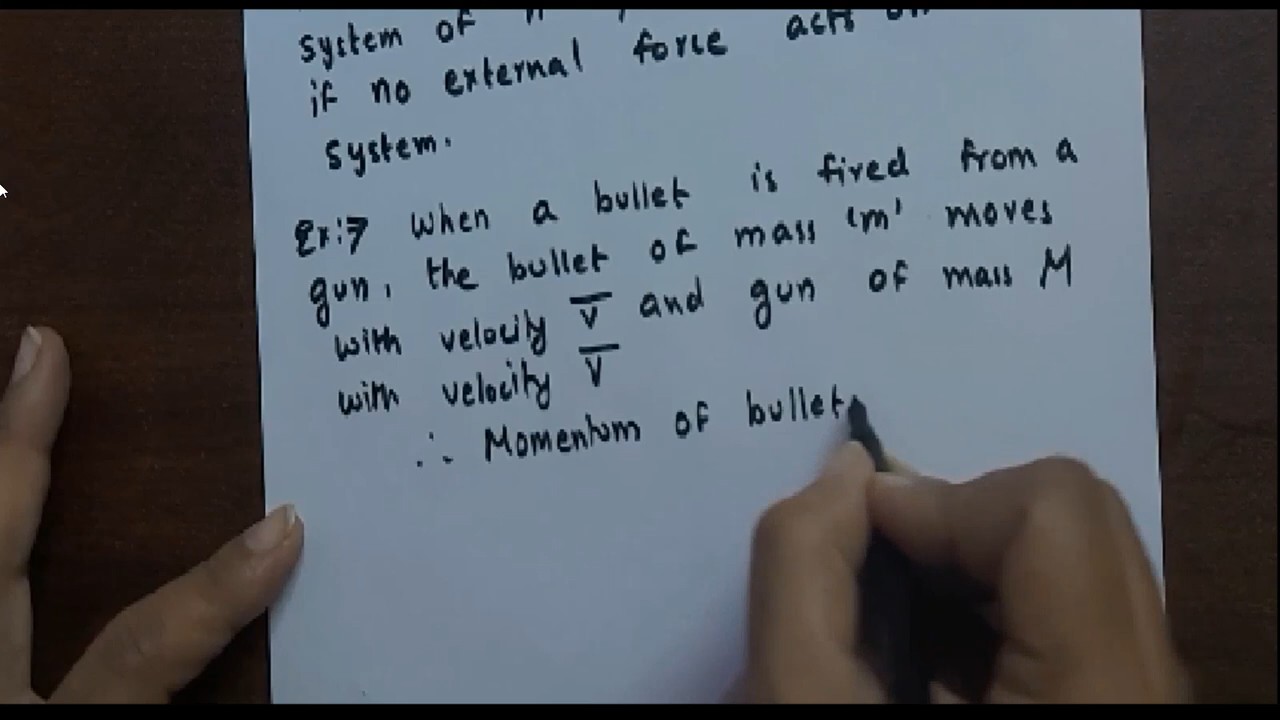 system of
if no external force acts
system.
Ex:7 When a bullet is fired from a
gun, the bullet of mass 'm' moves
with velocity v̅ and gun of mass M
with velocity V̅
∴ Momentum of bullet